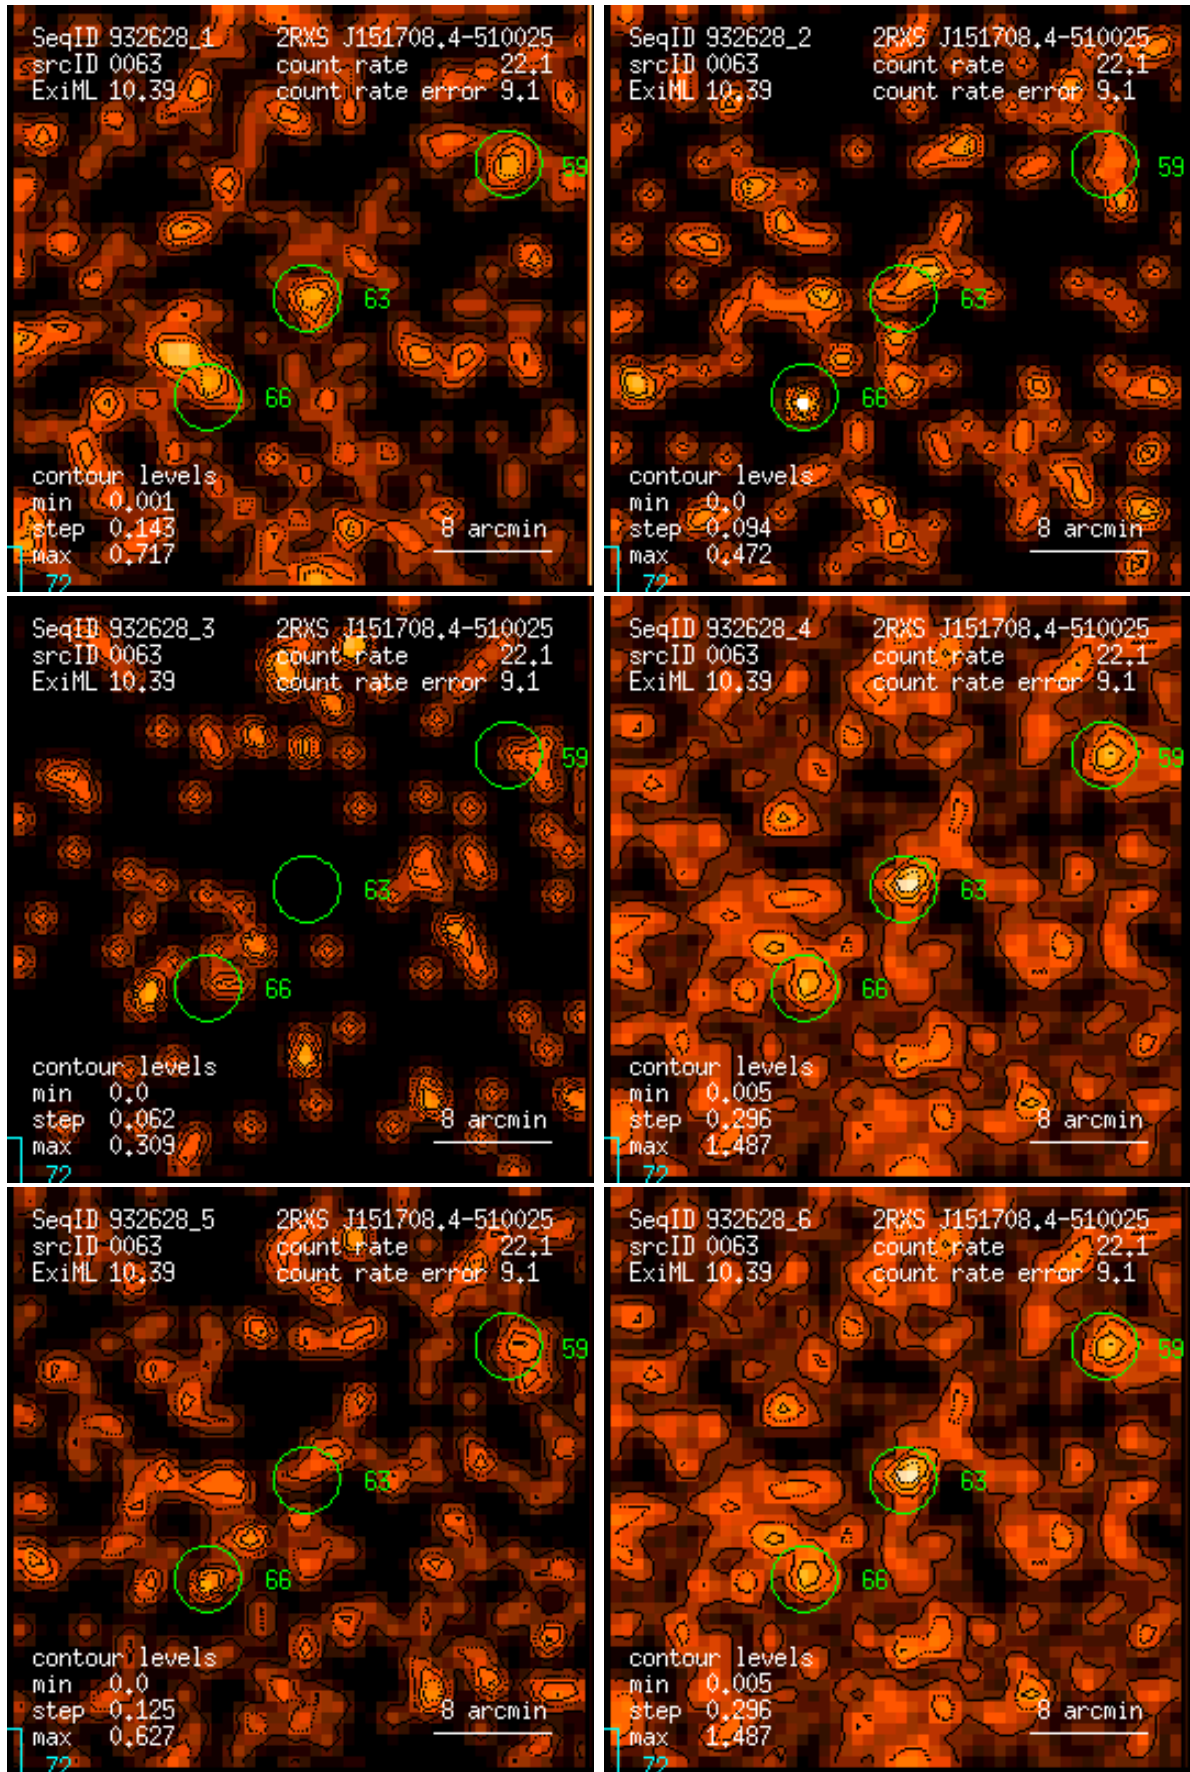 SeqID 932628_1 2RXS J151708.4-510025
srcID 0063 count rate 22.1
ExiML 10.39 count rate error 9.1
59
63
66
contour levels
min 0.001
step 0.143
max 0.717
8 arcmin
72
SeqID 932628_2 2RXS J151708.4-510025
srcID 0063 count rate 22.1
ExiML 10.39 count rate error 9.1
59
63
66
contour levels
min 0.0
step 0.094
max 0.472
8 arcmin
72
SeqID 932628_3 2RXS J151708.4-510025
srcID 0063 count rate 22.1
ExiML 10.39 count rate error 9.1
59
63
66
contour levels
min 0.0
step 0.062
max 0.309
8 arcmin
72
SeqID 932628_4 2RXS J151708.4-510025
srcID 0063 count rate 22.1
ExiML 10.39 count rate error 9.1
59
63
66
contour levels
min 0.005
step 0.296
max 1.487
8 arcmin
72
SeqID 932628_5 2RXS J151708.4-510025
srcID 0063 count rate 22.1
ExiML 10.39 count rate error 9.1
59
63
66
contour levels
min 0.0
step 0.125
max 0.627
8 arcmin
72
SeqID 932628_6 2RXS J151708.4-510025
srcID 0063 count rate 22.1
ExiML 10.39 count rate error 9.1
59
63
66
contour levels
min 0.005
step 0.296
max 1.487
8 arcmin
72